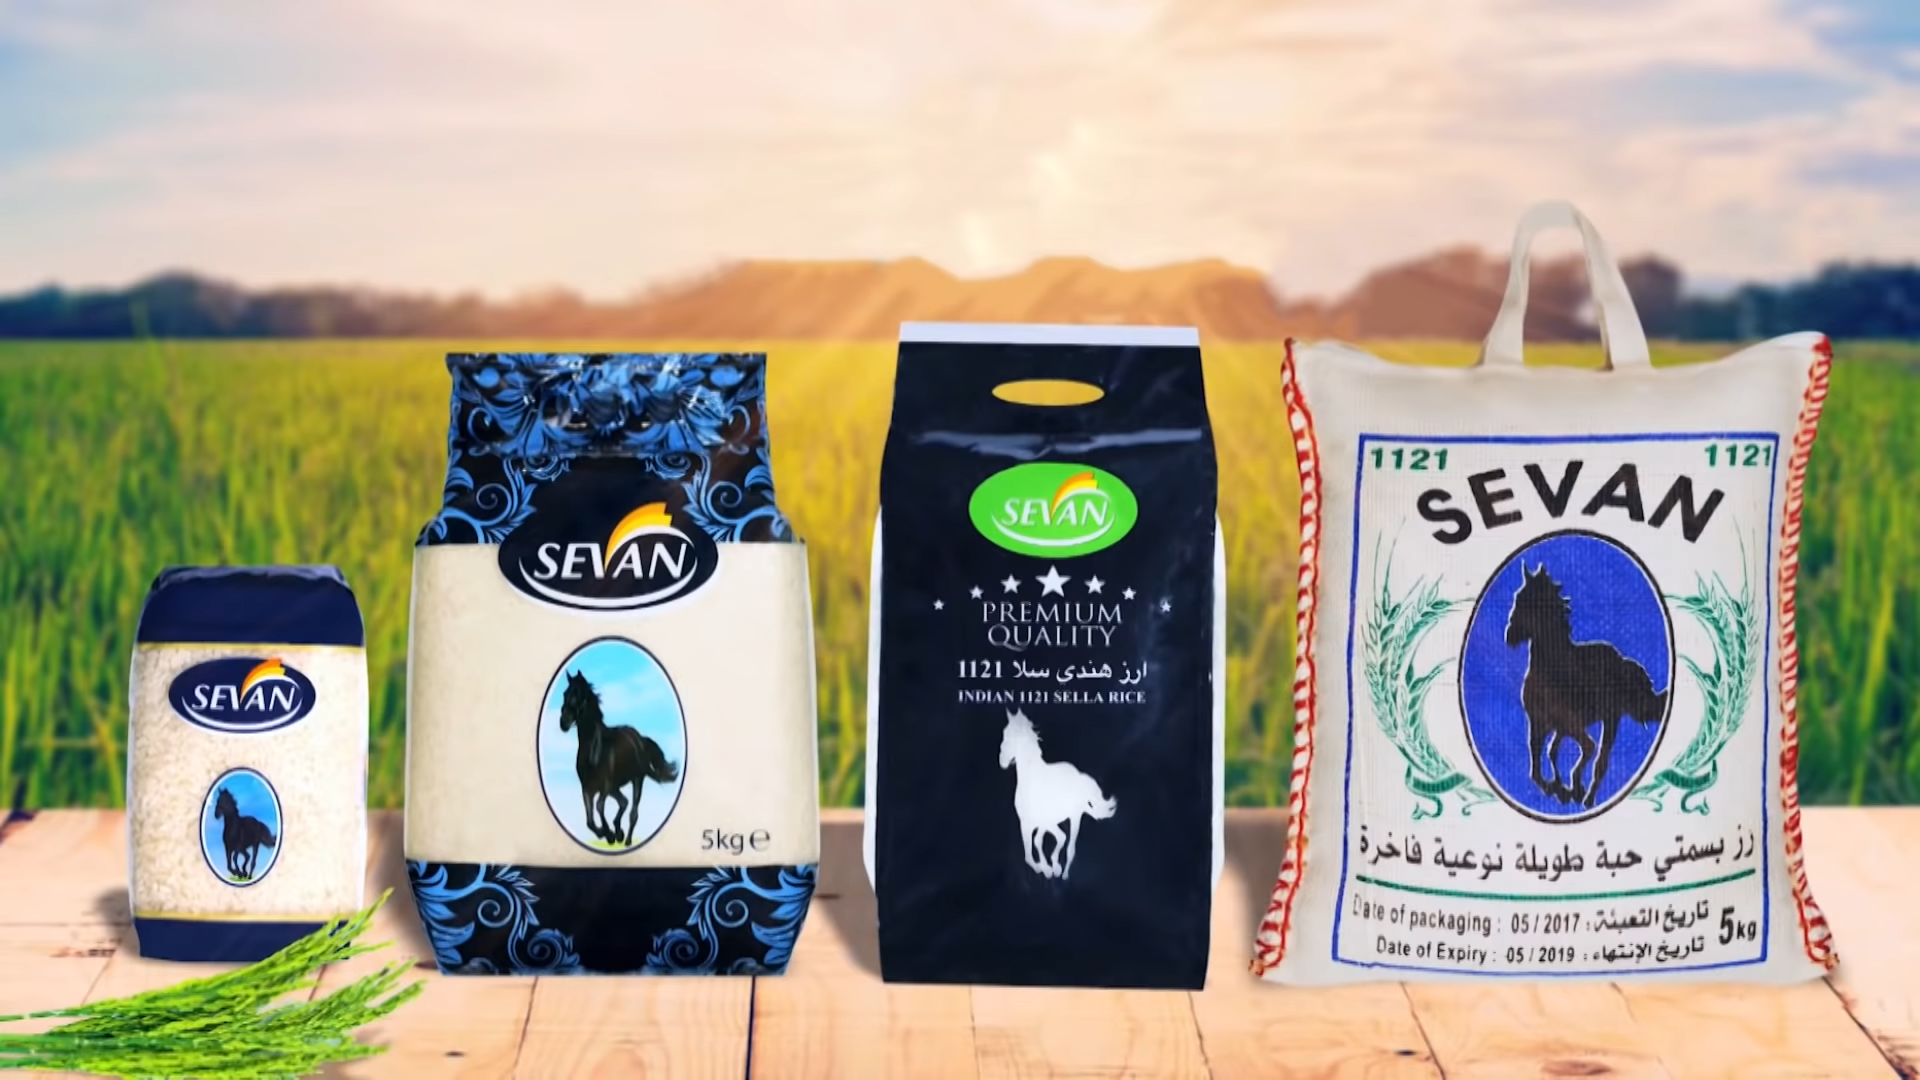 SEVAN
SEVAN
5kg℮
SEVAN
PREMIUM
QUALITY
ارز هندي سلا 1121
INDIAN 1121 SELLA RICE
1121 1121
SEVAN
رز بسمتي حبة طويلة نوعية فاخرة
Date of packaging : 05/2017 : تاريخ التعبئة
Date of Expiry : 05/2019 : تاريخ الإنتهاء
5kg